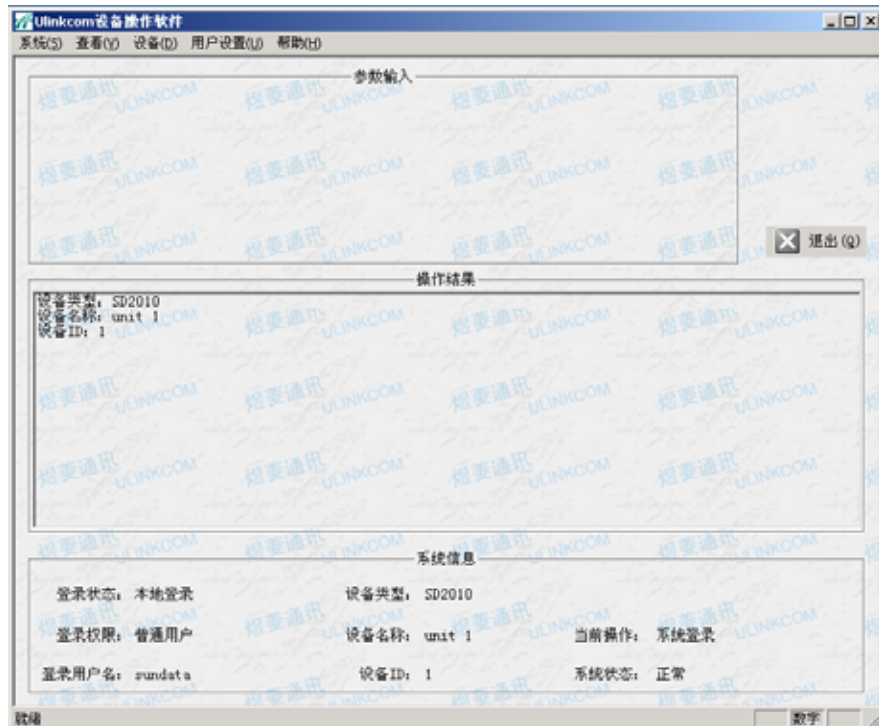 Ulinkcom设备操作软件
系统(S) 查看(V) 设备(D) 用户设置(U) 帮助(H)
参数输入
退出(Q)
操作结果
设备类型: SD2010
设备名称: unit 1
设备ID: 1
系统信息
登录状态: 本地登录 设备类型: SD2010
登录权限: 普通用户 设备名称: unit 1 当前操作: 系统登录
登录用户名: sundata 设备ID: 1 系统状态: 正常
就绪 数字
煜菱通讯 ULINKCOM